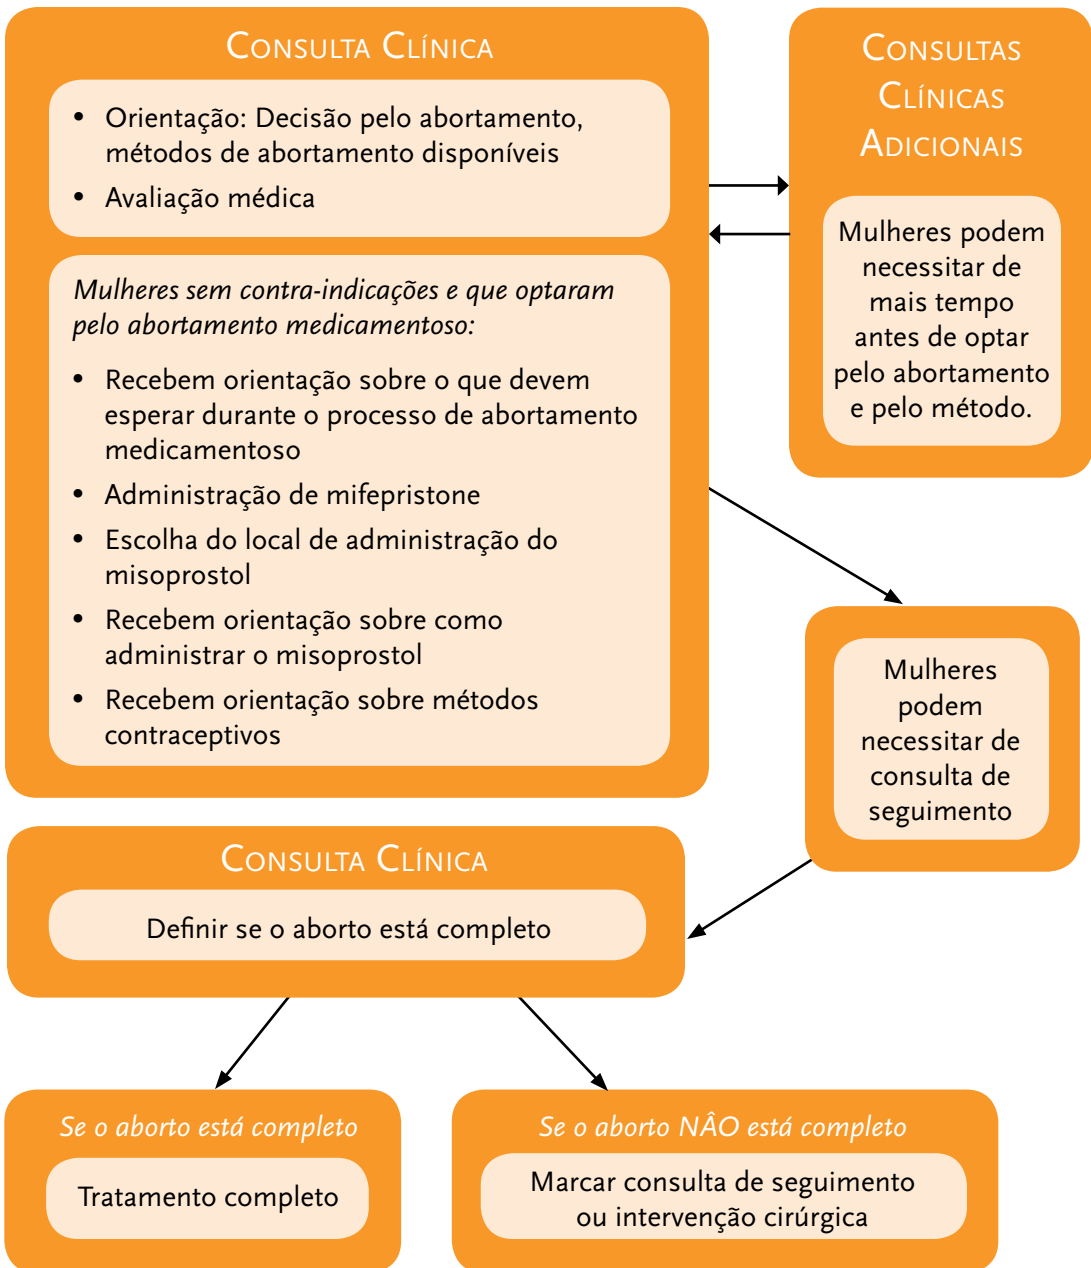 Consulta Clínica
• Orientação: Decisão pelo abortamento,
métodos de abortamento disponíveis
• Avaliação médica
Mulheres sem contra-indicações e que optaram
pelo abortamento medicamentoso:
• Recebem orientação sobre o que devem
esperar durante o processo de abortamento
medicamentoso
• Administração de mifepristone
• Escolha do local de administração do
misoprostol
• Recebem orientação sobre como
administrar o misoprostol
• Recebem orientação sobre métodos
contraceptivos
Consultas
Clínicas
Adicionais
Mulheres podem
necessitar de
mais tempo
antes de optar
pelo abortamento
e pelo método.
Mulheres
podem
necessitar de
consulta de
seguimento
Consulta Clínica
Definir se o aborto está completo
Se o aborto está completo
Tratamento completo
Se o aborto NÂO está completo
Marcar consulta de seguimento
ou intervenção cirúrgica